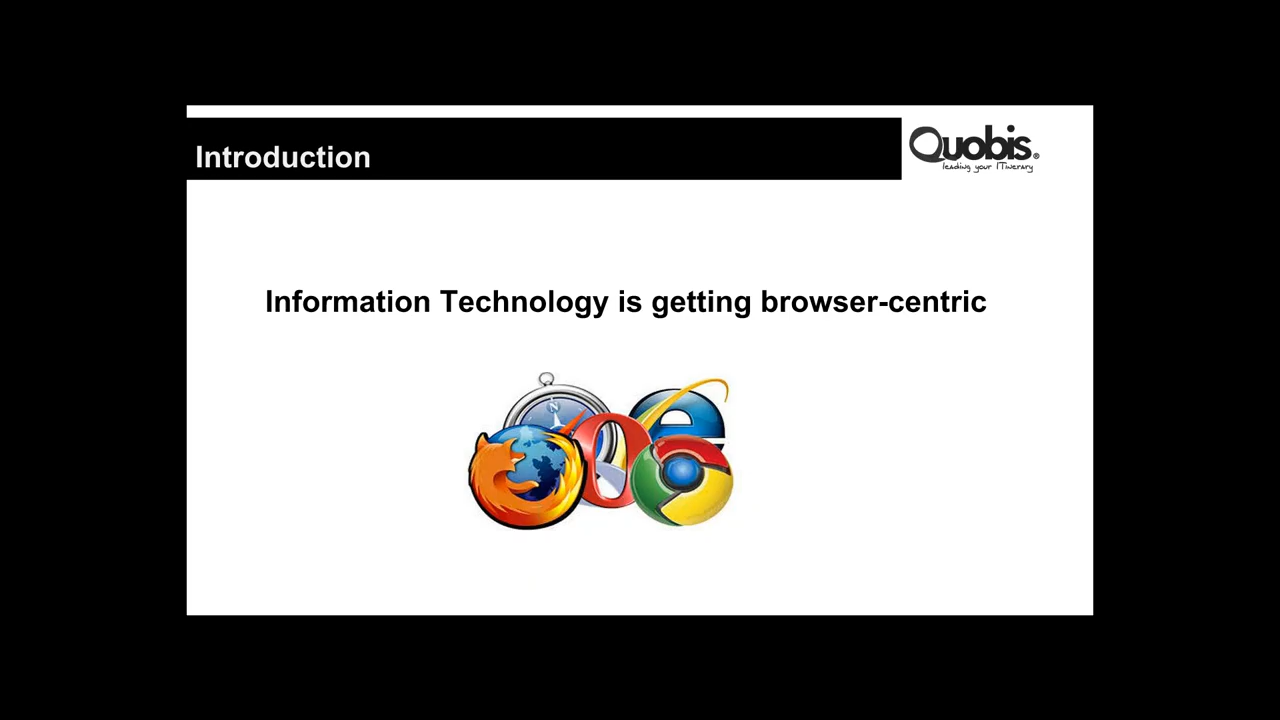 Introduction
Quobis®
leading your ITinerary
Information Technology is getting browser-centric
N